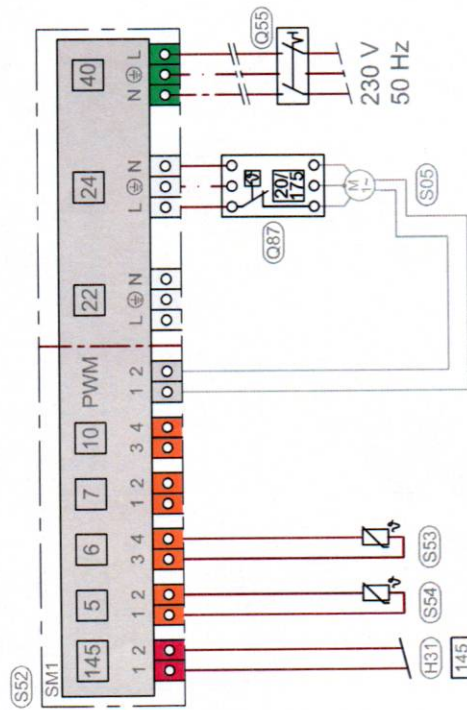 S52
SM1
145 5 6 7 10 PWM 22 24 40
1 2 1 2 3 4 1 2 3 4 1 2 L N L N N L
H31
145
S54
S53
Q87
20/
175
M
1~
S05
Q55
230 V
50 Hz